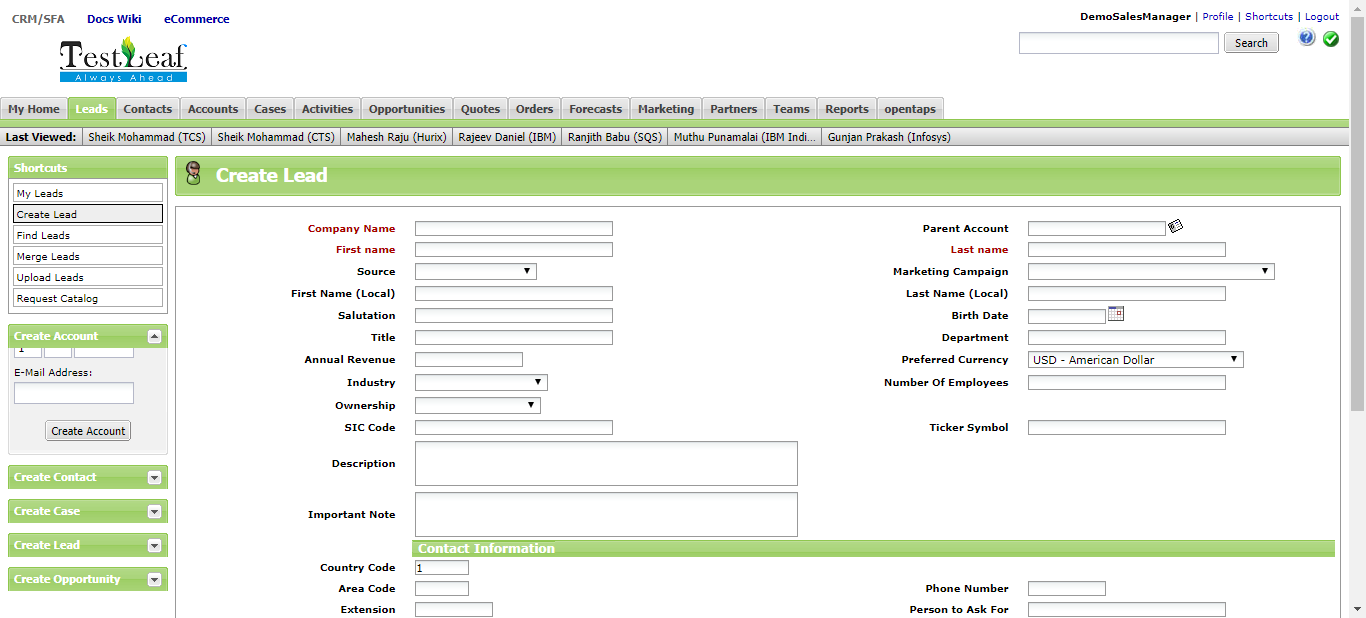 CRM/SFA Docs Wiki eCommerce
DemoSalesManager | Profile | Shortcuts | Logout
TestLeaf
Always Ahead
Search
?
My Home Leads Contacts Accounts Cases Activities Opportunities Quotes Orders Forecasts Marketing Partners Teams Reports opentaps
Last Viewed: Sheik Mohammad (TCS) Sheik Mohammad (CTS) Mahesh Raju (Hurix) Rajeev Daniel (IBM) Ranjith Babu (SQS) Muthu Punamalai (IBM Indi... Gunjan Prakash (Infosys)
Shortcuts
My Leads
Create Lead
Find Leads
Merge Leads
Upload Leads
Request Catalog
Create Account
1
E-Mail Address:
Create Account
Create Contact
Create Case
Create Lead
Create Opportunity
Create Lead
Company Name Parent Account
First name Last name
Source Marketing Campaign
First Name (Local) Last Name (Local)
Salutation Birth Date
Title Department
Annual Revenue Preferred Currency USD - American Dollar
Industry Number Of Employees
Ownership
SIC Code Ticker Symbol
Description
Important Note
Contact Information
Country Code 1
Area Code Phone Number
Extension Person to Ask For